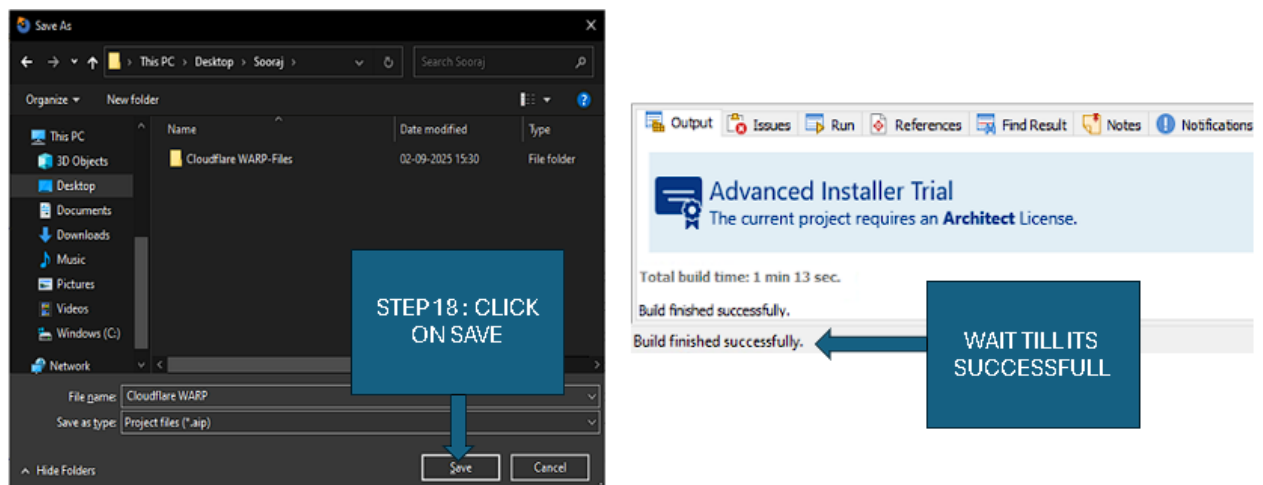 Save As
This PC > Desktop > Sooraj >
Search Sooraj
Organize
New folder
Name
Date modified
Type
This PC
3D Objects
Desktop
Documents
Downloads
Music
Pictures
Videos
Windows (C:)
Network
Cloudflare WARP-Files
02-09-2025 15:30
File folder
STEP 18 : CLICK
ON SAVE
File name:
Cloudflare WARP
Save as type:
Project files (*.aip)
Hide Folders
Save
Cancel
Output
Issues
Run
References
Find Result
Notes
Notifications
Advanced Installer Trial
The current project requires an Architect License.
Total build time: 1 min 13 sec.
Build finished successfully.
Build finished successfully.
WAIT TILL ITS
SUCCESSFULL